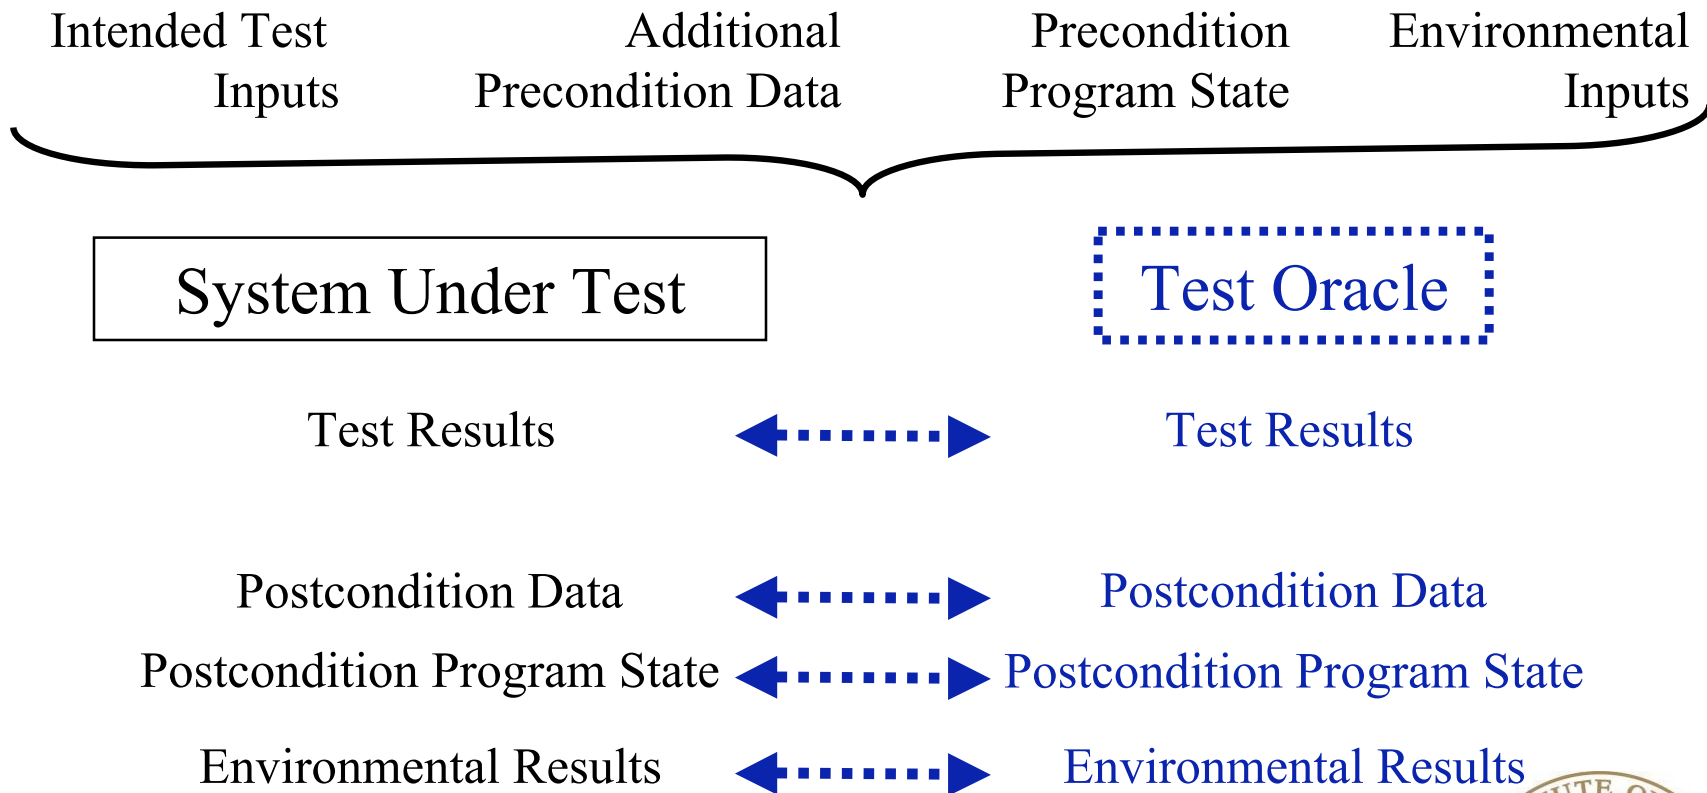 Intended Test Inputs
Additional Precondition Data
Precondition Program State
Environmental Inputs
System Under Test
Test Oracle
Test Results
Test Results
Postcondition Data
Postcondition Data
Postcondition Program State
Postcondition Program State
Environmental Results
Environmental Results